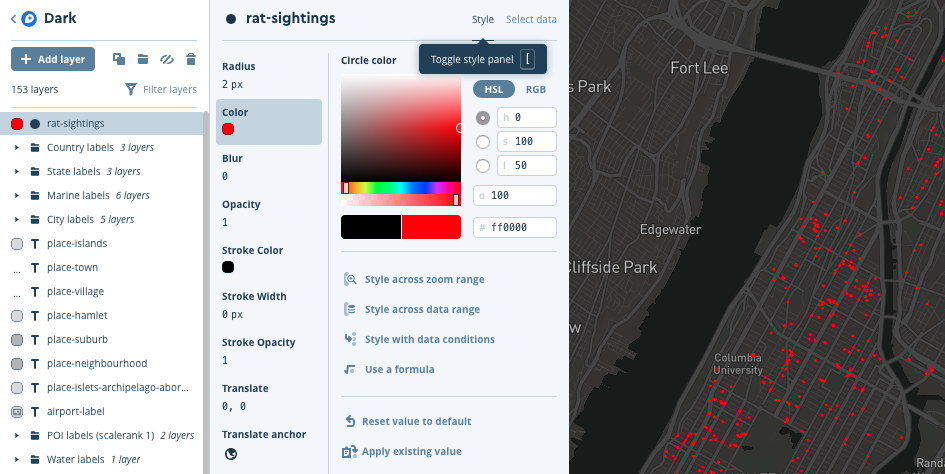 Dark
Add layer
153 layers
Filter layers
rat-sightings
Country labels 3 layers
State labels 3 layers
Marine labels 6 layers
City labels 5 layers
place-islands
place-town
place-village
place-hamlet
place-suburb
place-neighbourhood
place-islets-archipelago-abor...
airport-label
POI labels (scalerank 1) 2 layers
Water labels 1 layer
rat-sightings
Style Select data
Toggle style panel [
Radius
2 px
Color
Blur
0
Opacity
1
Stroke Color
Stroke Width
0 px
Stroke Opacity
1
Translate
0, 0
Translate anchor
Circle color
HSL RGB
h 0
s 100
l 50
a 100
# ff0000
Style across zoom range
Style across data range
Style with data conditions
Use a formula
Reset value to default
Apply existing value
Fort Lee
s Park
Edgewater
Cliffside Park
w
Columbia
University
Randa